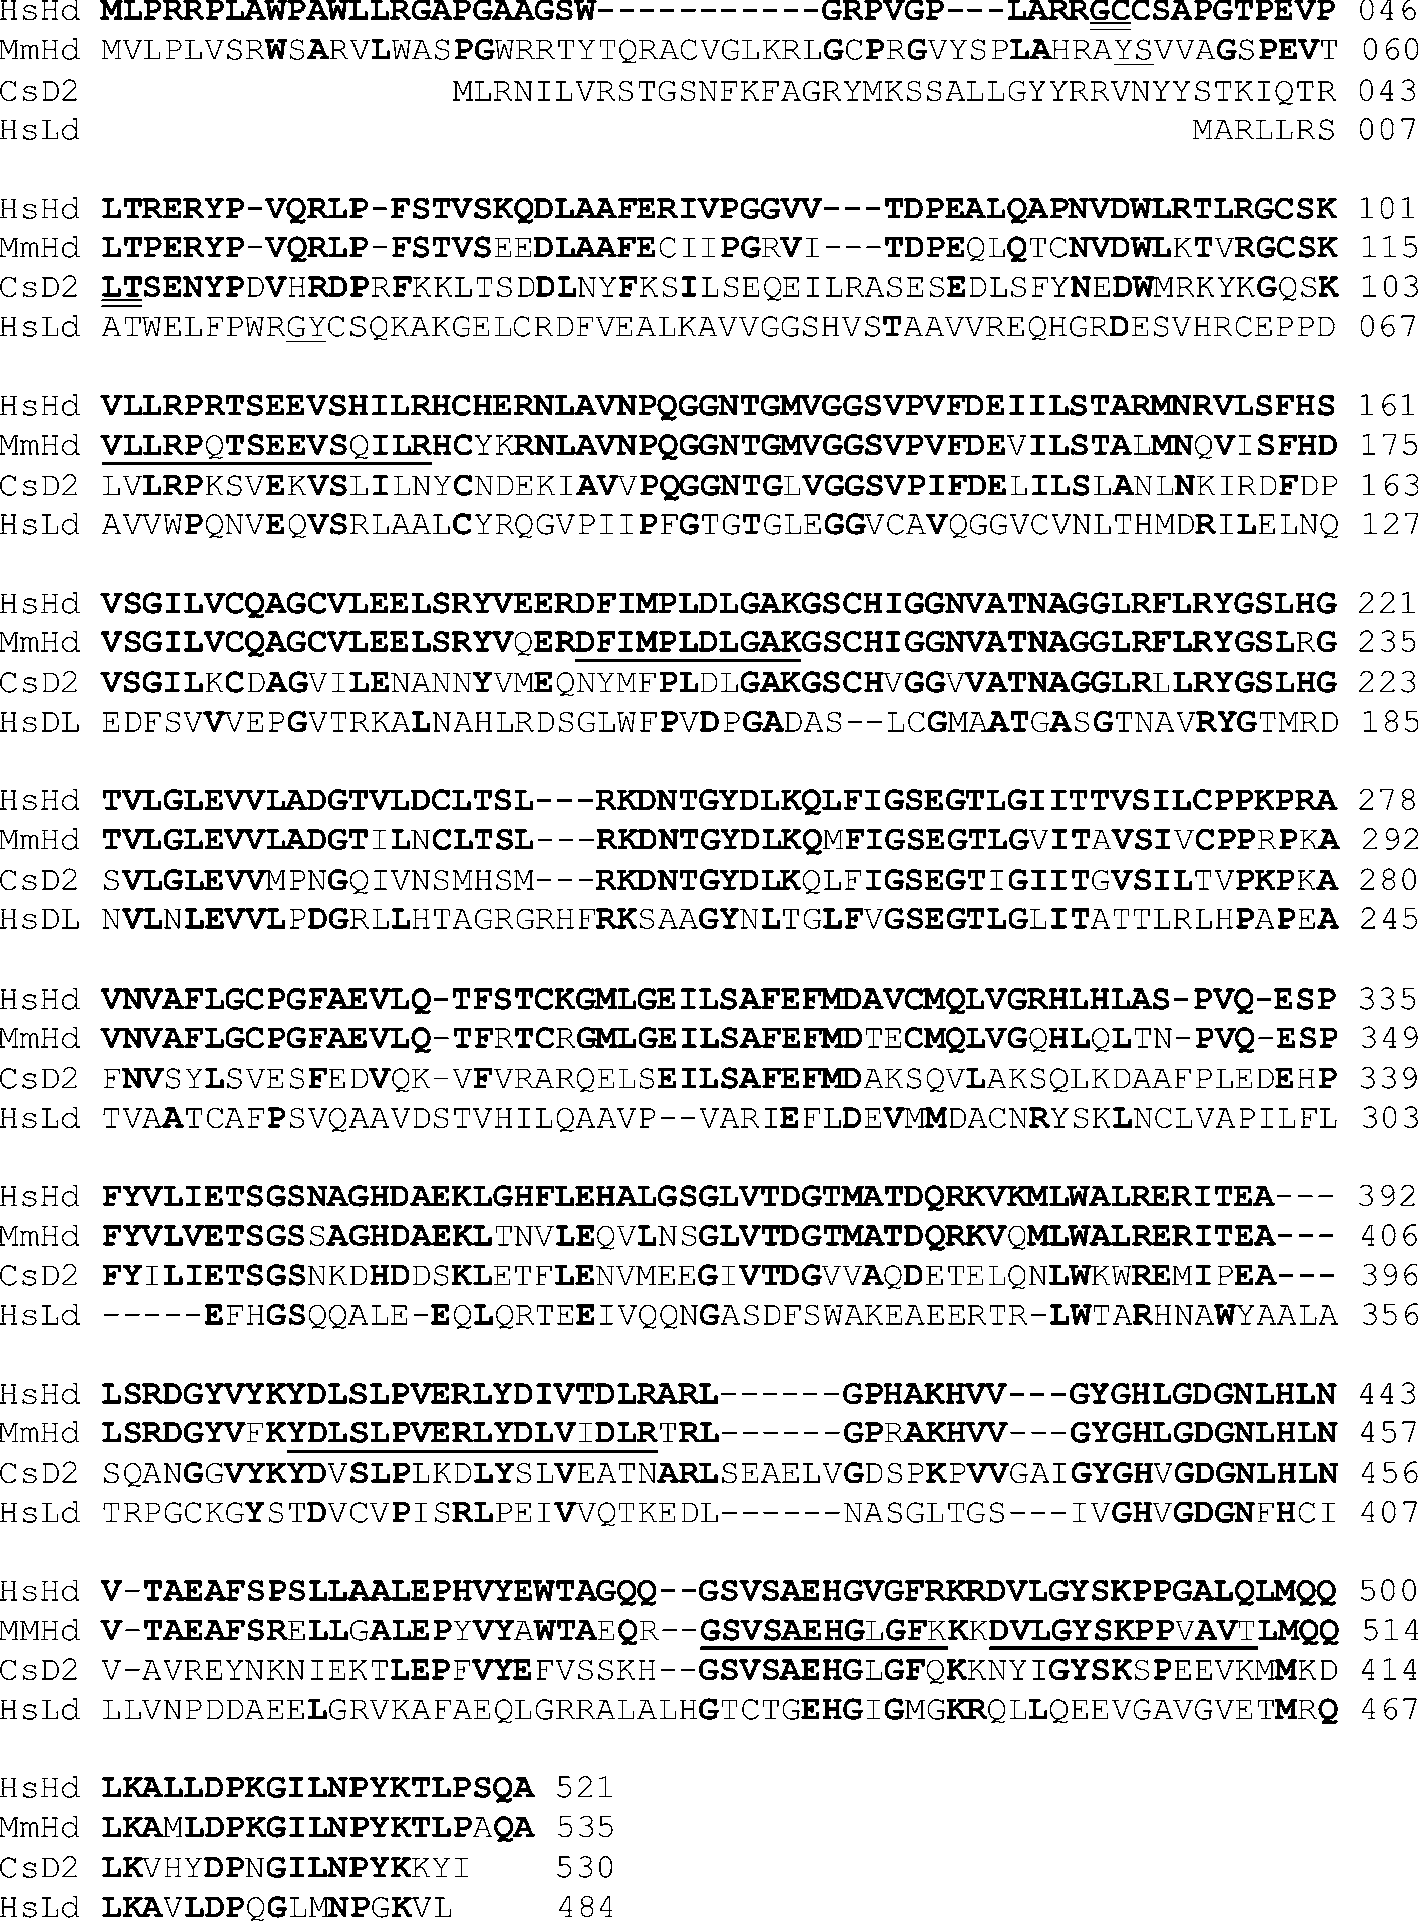 HsHd MLPRRPLAWPAWLLRGAPGAAGSW-----------GRPVGP---LARRGCCSAPGTPEVP 046
MmHd MVLPLVSRWSARVLWASPGWRRTYTQRACVGLKRLGCPRGVYSPLAHRAYSVVAGSPEVT 060
CsD2 MLRNILVRSTGSNFKFAGRYMKSSALLGYYRRVNYYSTKIQTR 043
HsLd MARLLRS 007
HsHd LTRERYP-VQRLP-FSTVSKQDLAAFERIVPGGVV---TDPEALQAPNVDWLRTLRGCSK 101
MmHd LTPERYP-VQRLP-FSTVSEEDLAAFECIIPGRVI---TDPEQLQTCNVDWLKTVRGCSK 115
CsD2 LTSENYPDVHRDPRFKKLTSDDLNYFKSILSEQEILRASESEDLSFYNEDWMRKYKGQSK 103
HsLd ATWELFPWRGYCSQKAKGELCRDFVEALKAVVGGSHVSTAAVVREQHGRDESVHRCEPPD 067
HsHd VLLRPRTSEEVSHILRHCHERNLAVNPQGGNTGMVGGSVPVFDEIILSTARMNRVLSFHS 161
MmHd VLLRPQTSEEVSQILRHCYKRNLAVNPQGGNTGMVGGSVPVFDEVILSTALMNQVISFHD 175
CsD2 LVLRPKSVEKVSLILNYCNDEKIAVVPQGGNTGLVGGSVPIFDELILSLANLNKIRDFDP 163
HsLd AVVWPQNVEQVSRLAALCYRQGVPIIPFGTGTGLEGGVCAVQGGVCVNLTHMDRILELNQ 127
HsHd VSGILVCQAGCVLEELSRYVEERDFIMPLDLGAKGSCHIGGNVATNAGGLRFLRYGSLHG 221
MmHd VSGILVCQAGCVLEELSRYVQERDFIMPLDLGAKGSCHIGGNVATNAGGLRFLRYGSLRG 235
CsD2 VSGILKCDAGVILENANNYVMEQNYMFPLDLGAKGSCHVGGVVATNAGGLRLLRYGSLHG 223
HsDL EDFSVVVEPGVTRKALNAHLRDSGLWFPVDPGADAS--LCGMAATGASGTNAVRYGTMRD 185
HsHd TVLGLEVVLADGTVLDCLTSL---RKDNTGYDLKQLFIGSEGTLGIITTVSILCPPKPRA 278
MmHd TVLGLEVVLADGTILNCLTSL---RKDNTGYDLKQMFIGSEGTLGVITAVSIVCPPRPKA 292
CsD2 SVLGLEVVMPNGQIVNSMHSM---RKDNTGYDLKQLFIGSEGTIGIITGVSILTVPKPKA 280
HsDL NVLNLEVVLPDGRLLHTAGRGRHFRKSAAGYNLTGLFVGSEGTLGLITATTLRLHPAPEA 245
HsHd VNVAFLGCPGFAEVLQ-TFSTCKGMLGEILSAFEFMDAVCMQLVGRHLHLAS-PVQ-ESP 335
MmHd VNVAFLGCPGFAEVLQ-TFRTCRGMLGEILSAFEFMDTECMQLVGQHLQLTN-PVQ-ESP 349
CsD2 FNVSYLSVESFEDVQK-VFVRARQELSEILSAFEFMDAKSQVLAKSQLKDAAFPLEDEHP 339
HsLd TVAATCAFPSVQAAVDSTVHILQAAVP--VARIEFLDEVMMDACNRYSKLNCLVAPILFL 303
HsHd FYVLIETSGSNAGHDAEKLGHFLEHALGSGLVTDGTMATDQRKVKMLWALRERITEA--- 392
MmHd FYVLVETSGSSAGHDAEKLTNVLEQVLNSGLVTDGTMATDQRKVQMLWALRERITEA--- 406
CsD2 FYILIETSGSNKDHDDSKLETFLENVMEEGIVTDGVVAQDETELQNLWKWREMIPEA--- 396
HsLd -----EFHGSQQALE-EQLQRTEEIVQQNGASDFSWAKEAEERTR-LWTARHNAWYAALA 356
HsHd LSRDGYVYKYDLSLPVERLYDIVTDLRARL------GPHAKHVV---GYGHLGDGNLHLN 443
MmHd LSRDGYVFKYDLSLPVERLYDLVIDLRTRL------GPRAKHVV---GYGHLGDGNLHLN 457
CsD2 SQANGGVYKYDVSLPLKDLYSLVEATNARLSEAELVGDSPKPVVGAIGYGHVGDGNLHLN 456
HsLd TRPGCKGYSTDVCVPISRLPEIVVQTKEDL------NASGLTGS---IVGHVGDGNFHCI 407
HsHd V-TAEAFSPSLLAALEPHVYEWTAGQQ--GSVSAEHGVGFRKRDVLGYSKPPGALQLMQQ 500
MMHd V-TAEAFSRELLGALEPYVYAWTAEQR--GSVSAEHGLGFKKKDVLGYSKPPVAVTLMQQ 514
CsD2 V-AVREYNKNIEKTLEPFVYEFVSSKH--GSVSAEHGLGFQKKNYIGYSKSPEEVKMMKD 414
HsLd LLVNPDDAEELGRVKAFAEQLGRRALALHGTCTGEHGIGMGKRQLLQEEVGAVGVETMRQ 467
HsHd LKALLDPKGILNPYKTLPSQA 521
MmHd LKAMLDPKGILNPYKTLPAQA 535
CsD2 LKVHYDPNGILNPYKKYI 530
HsLd LKAVLDPQGLMNPGKVL 484